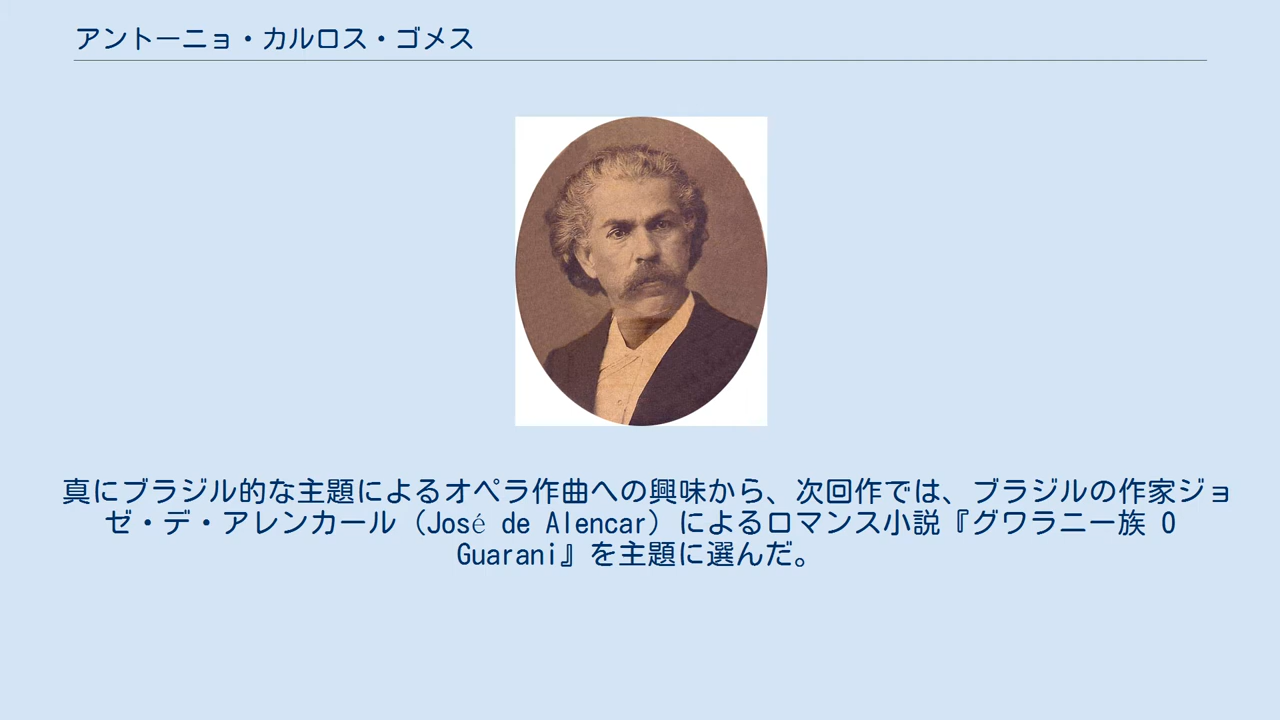 アントーニョ・カルロス・ゴメス
真にブラジル的な主題によるオペラ作曲への興味から、次回作では、ブラジルの作家ジョ
ゼ・デ・アレンカール（José de Alencar）によるロマンス小説『グワラニー族 O
Guarani』を主題に選んだ。